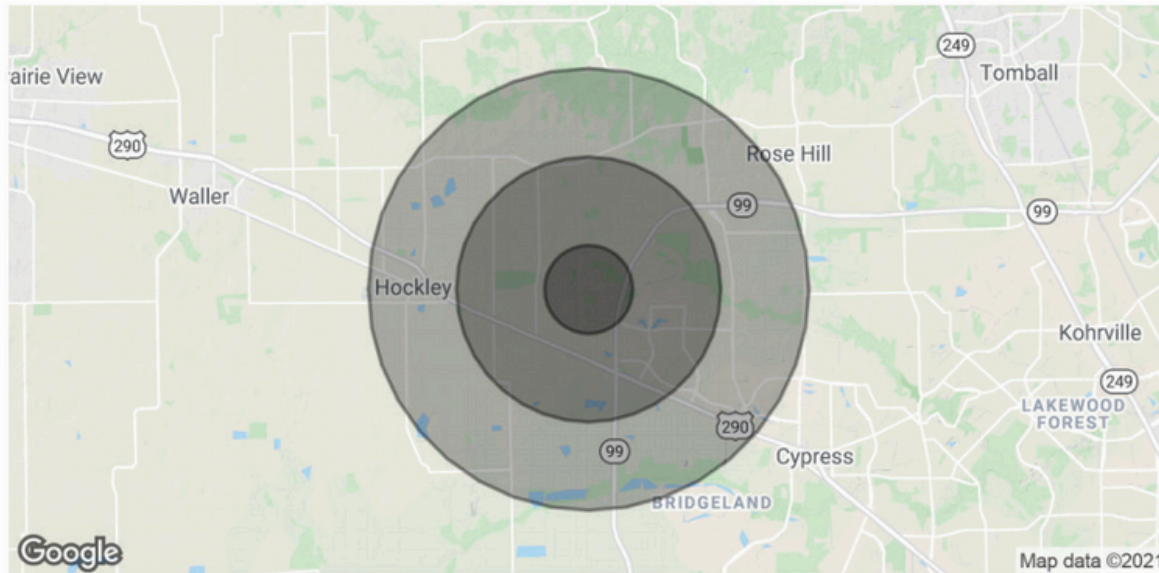 249
Tomball
airie View
290
Rose Hill
Waller
99
99
Hockley
Kohrville
249
LAKEWOOD
FOREST
290
99
Cypress
BRIDGELAND
Google
Map data ©2021